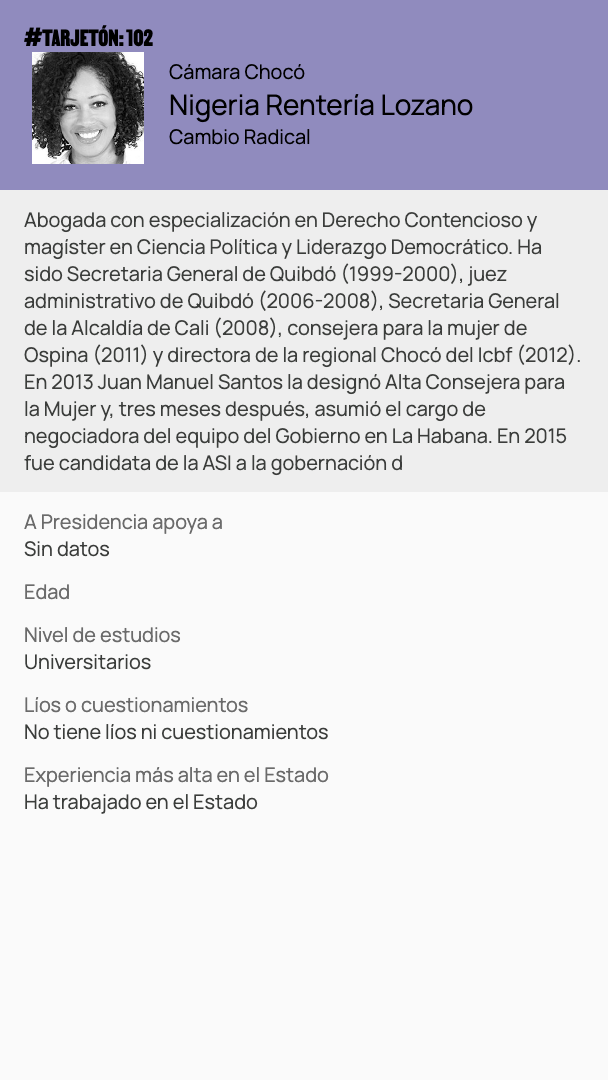 #TARJETÓN: 102
Cámara Chocó
Nigeria Rentería Lozano
Cambio Radical
Abogada con especialización en Derecho Contencioso y
magíster en Ciencia Política y Liderazgo Democrático. Ha
sido Secretaria General de Quibdó (1999-2000), juez
administrativo de Quibdó (2006-2008), Secretaria General
de la Alcaldía de Cali (2008), consejera para la mujer de
Ospina (2011) y directora de la regional Chocó del Icbf (2012).
En 2013 Juan Manuel Santos la designó Alta Consejera para
la Mujer y, tres meses después, asumió el cargo de
negociadora del equipo del Gobierno en La Habana. En 2015
fue candidata de la ASI a la gobernación d
A Presidencia apoya a
Sin datos
Edad
Nivel de estudios
Universitarios
Líos o cuestionamientos
No tiene líos ni cuestionamientos
Experiencia más alta en el Estado
Ha trabajado en el Estado